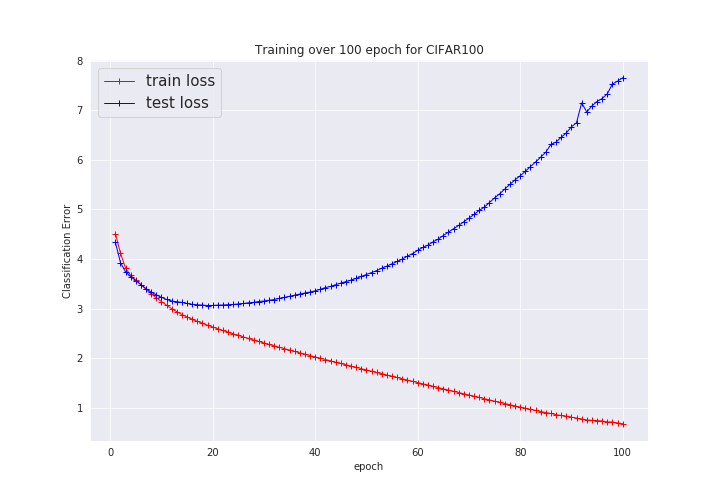 Training over 100 epoch for CIFAR100
train loss
test loss
Classification Error
8
7
6
5
4
3
2
1
0
20
40
60
80
100
epoch